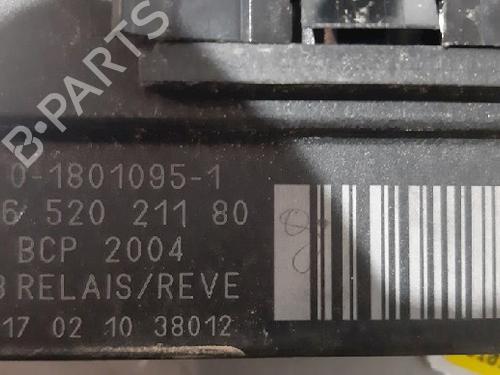 B-PARTS
0-1801095-1
6 520 211 80
BCP 2004
RELAIS/REVE
17 02 10 38012